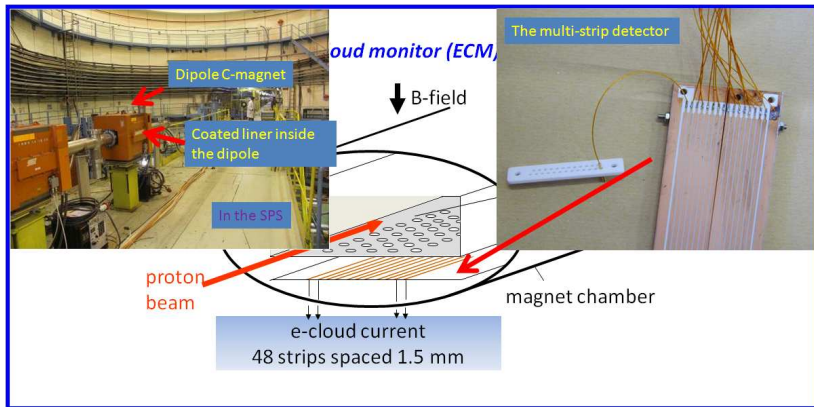 oud monitor (ECM)
Dipole C-magnet
Coated liner inside
the dipole
In the SPS
The multi-strip detector
B-field
proton
beam
magnet chamber
e-cloud current
48 strips spaced 1.5 mm